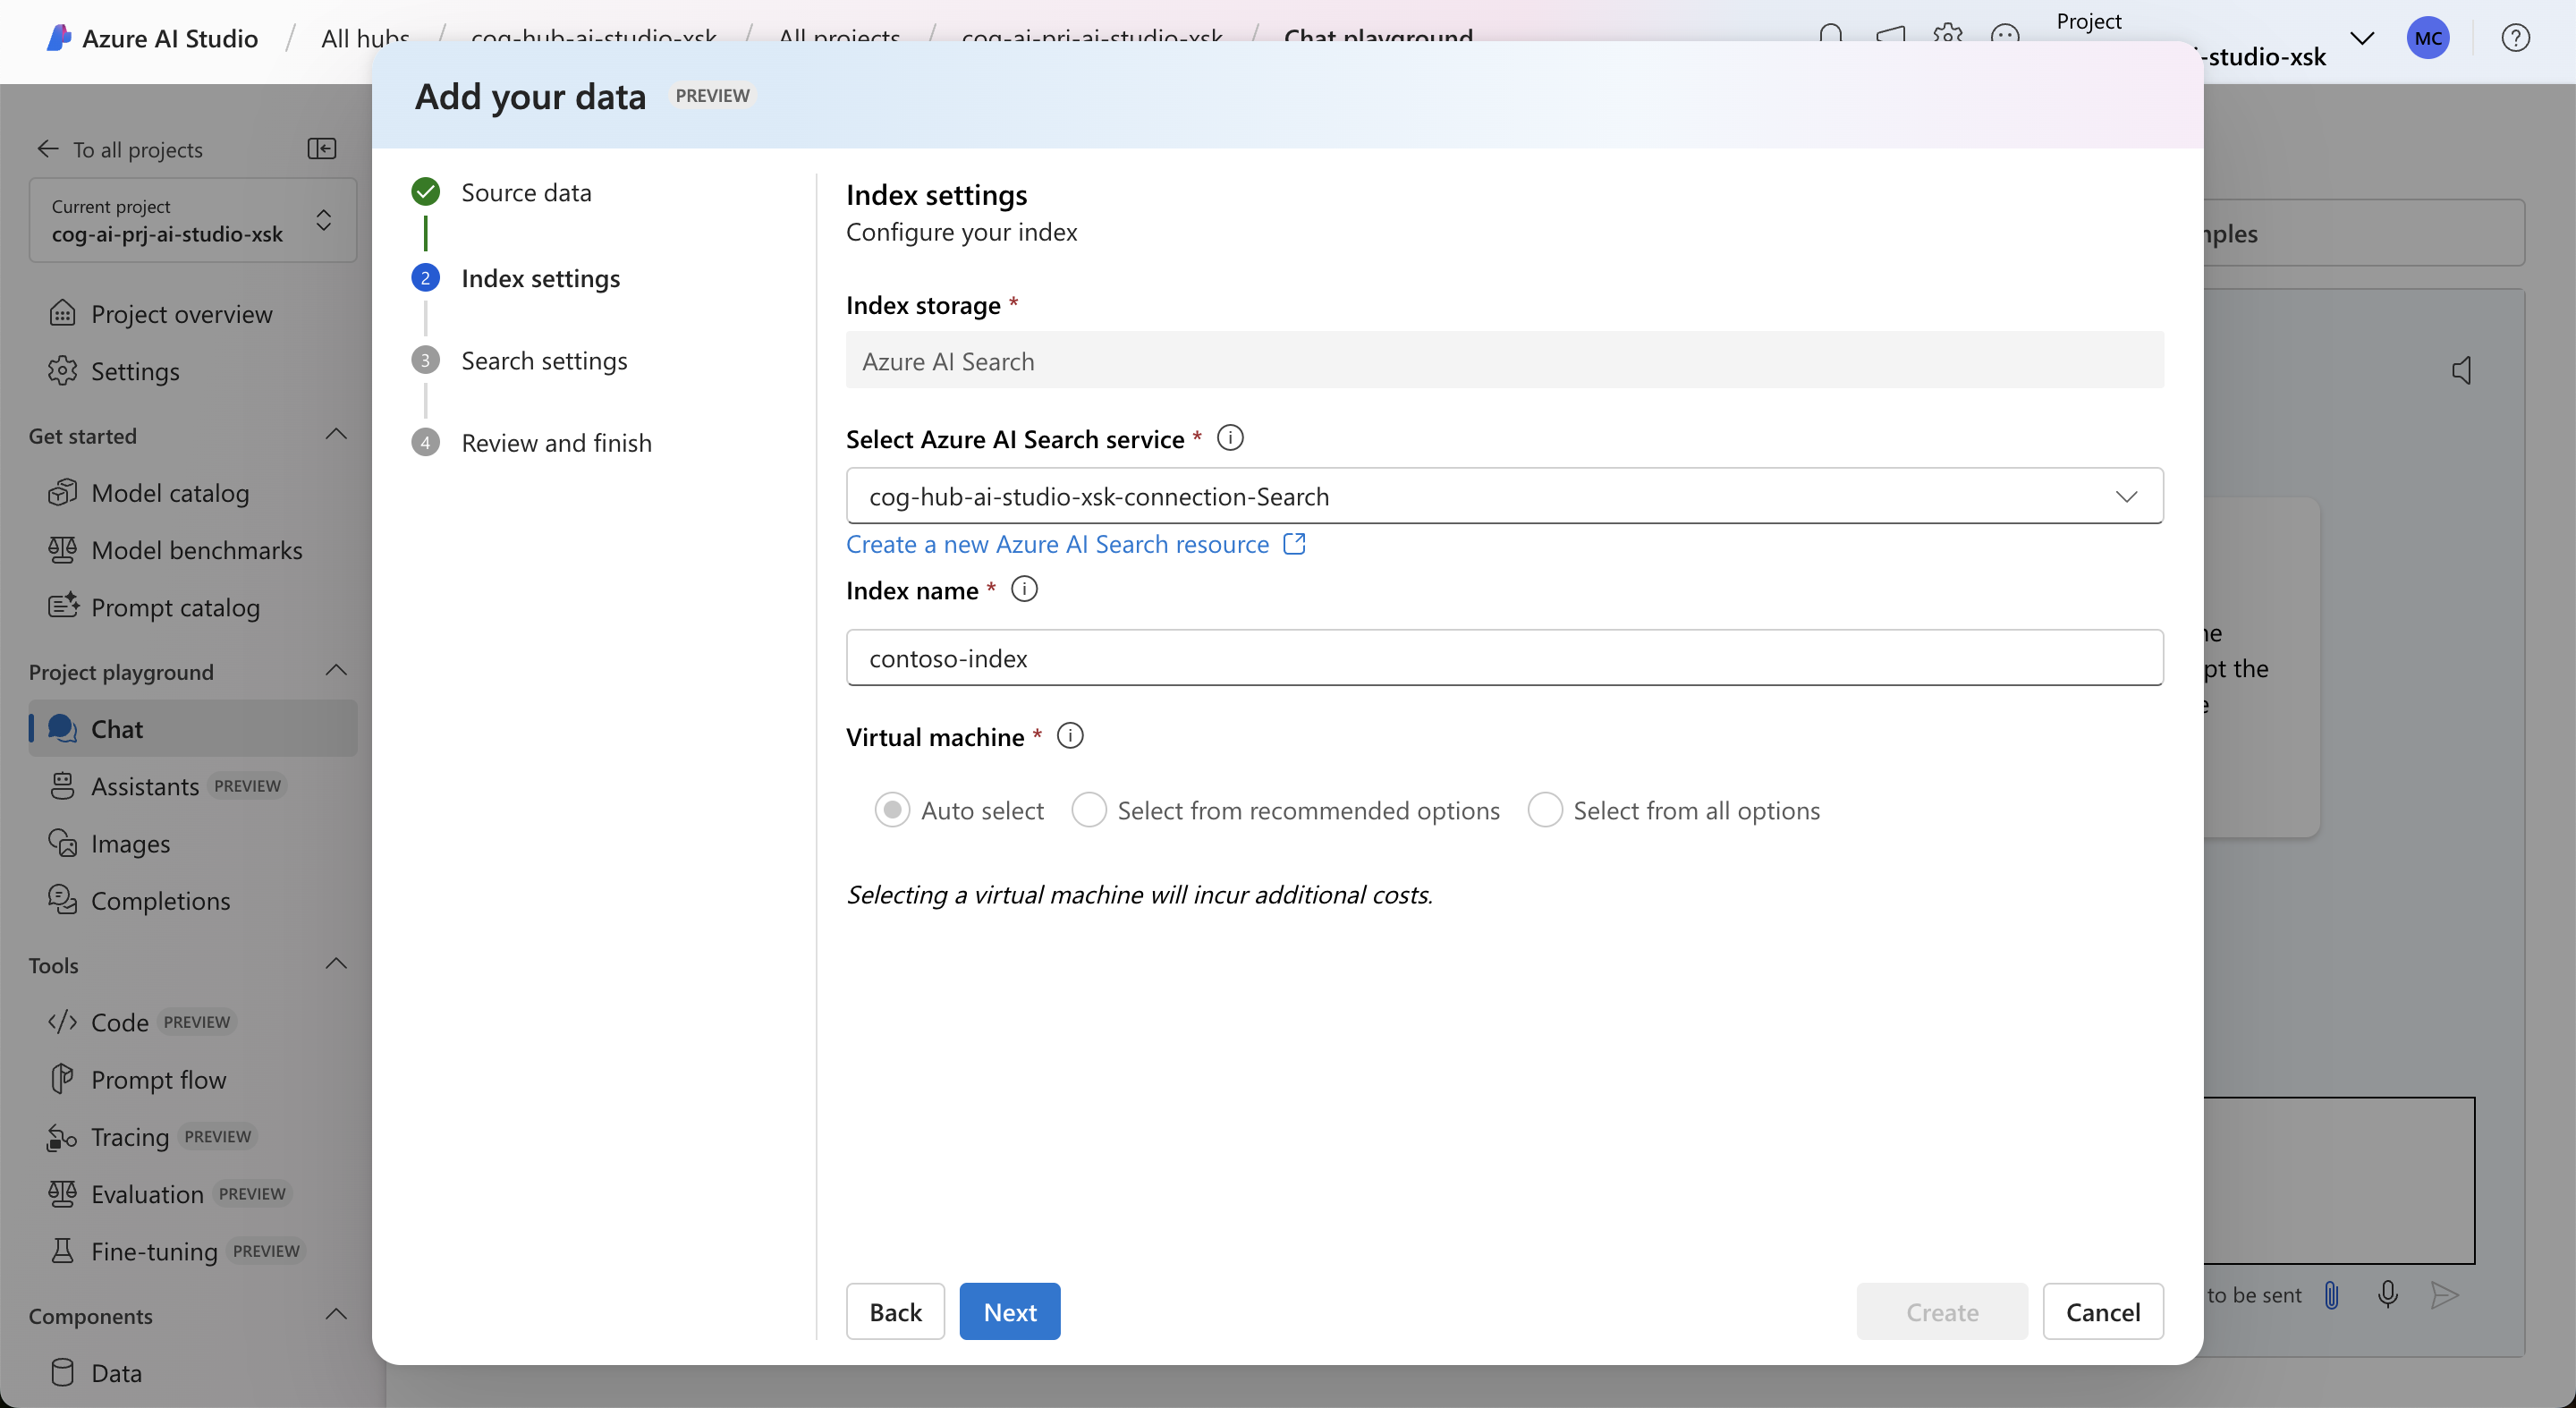 Azure AI Studio / All hubs / cog-hub-ai-studio-xsk / All projects / cog-ai-prj-ai-studio-xsk / Chat playground
Project
-studio-xsk
MC
To all projects
Current project
cog-ai-prj-ai-studio-xsk
Project overview
Settings
Get started
Model catalog
Model benchmarks
Prompt catalog
Project playground
Chat
Assistants PREVIEW
Images
Completions
Tools
Code PREVIEW
Prompt flow
Tracing PREVIEW
Evaluation PREVIEW
Fine-tuning PREVIEW
Components
Data
Add your data PREVIEW
Source data
2 Index settings
3 Search settings
4 Review and finish
Index settings
Configure your index
Index storage *
Azure AI Search
Select Azure AI Search service *
cog-hub-ai-studio-xsk-connection-Search
Create a new Azure AI Search resource
Index name *
contoso-index
Virtual machine *
Auto select Select from recommended options Select from all options
Selecting a virtual machine will incur additional costs.
Back Next Create Cancel
pt the
to be sent